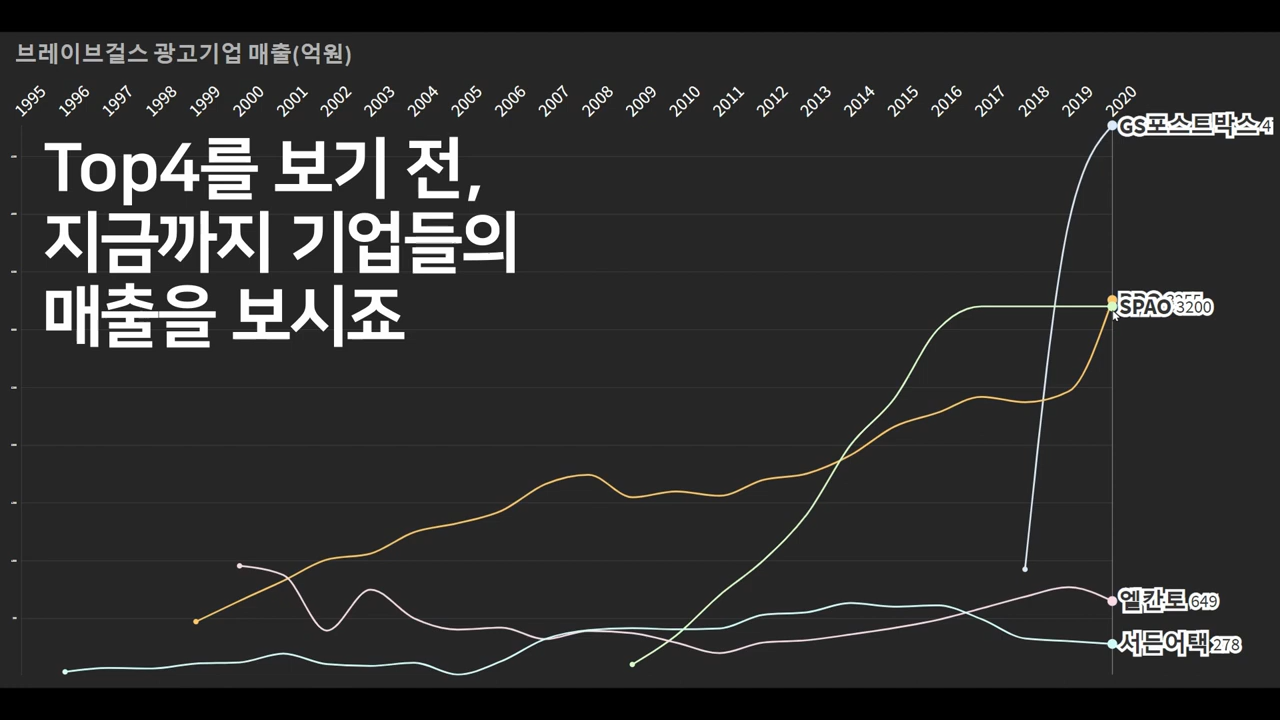 브레이브걸스 광고기업 매출(억원)
1995 1996 1997 1998 1999 2000 2001 2002 2003 2004 2005 2006 2007 2008 2009 2010 2011 2012 2013 2014 2015 2016 2017 2018 2019 2020
GS포스트박스 4
Top4를 보기 전,
지금까지 기업들의
매출을 보시죠
SPAO 3200
엘칸토 649
서든어택 278